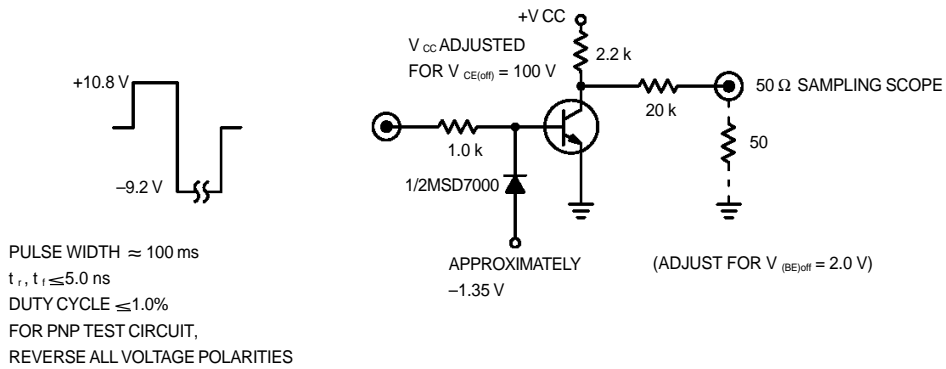 +V CC
V CC ADJUSTED
FOR V CE(off) = 100 V
2.2 k
+10.8 V
50 Ω SAMPLING SCOPE
20 k
1.0 k
50
–9.2 V
1/2MSD7000
PULSE WIDTH ≈ 100 ms
t r , t f ≤5.0 ns
DUTY CYCLE ≤1.0%
FOR PNP TEST CIRCUIT,
REVERSE ALL VOLTAGE POLARITIES
APPROXIMATELY
–1.35 V
(ADJUST FOR V (BE)off = 2.0 V)